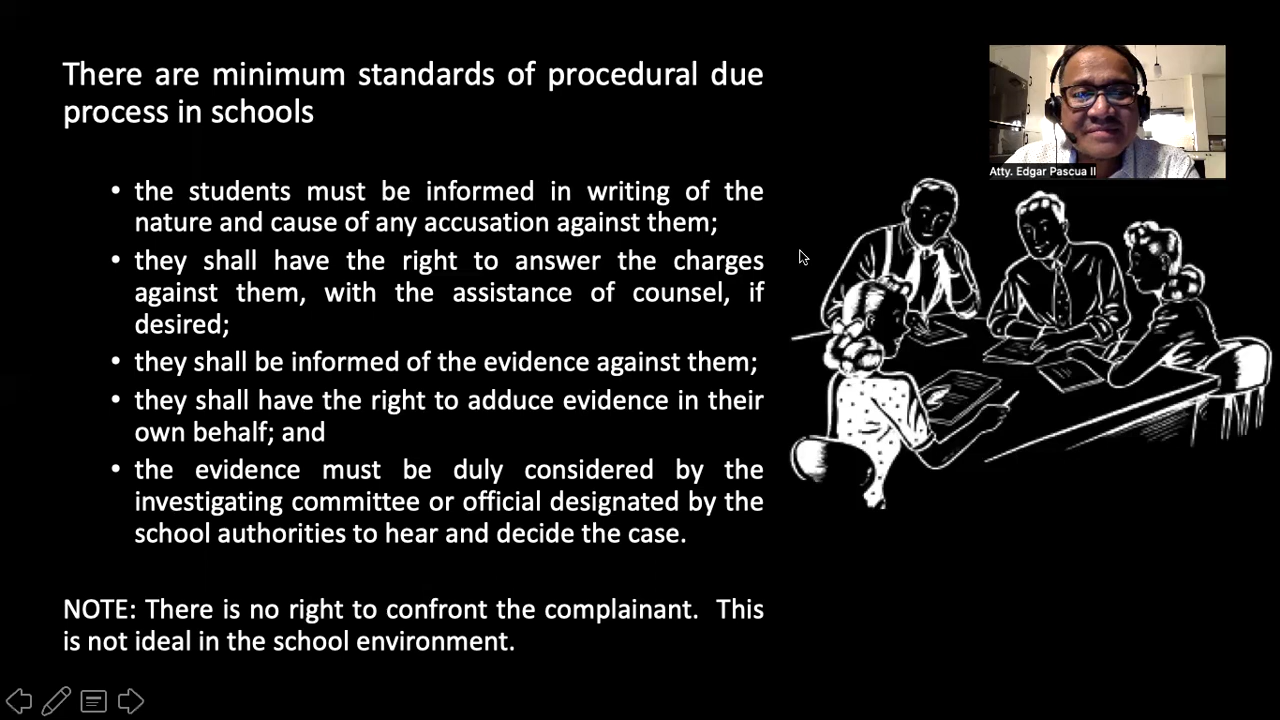 There are minimum standards of procedural due
process in schools
Atty. Edgar Pascua II
• the students must be informed in writing of the
nature and cause of any accusation against them;
• they shall have the right to answer the charges
against them, with the assistance of counsel, if
desired;
• they shall be informed of the evidence against them;
• they shall have the right to adduce evidence in their
own behalf; and
• the evidence must be duly considered by the
investigating committee or official designated by the
school authorities to hear and decide the case.
NOTE: There is no right to confront the complainant. This
is not ideal in the school environment.